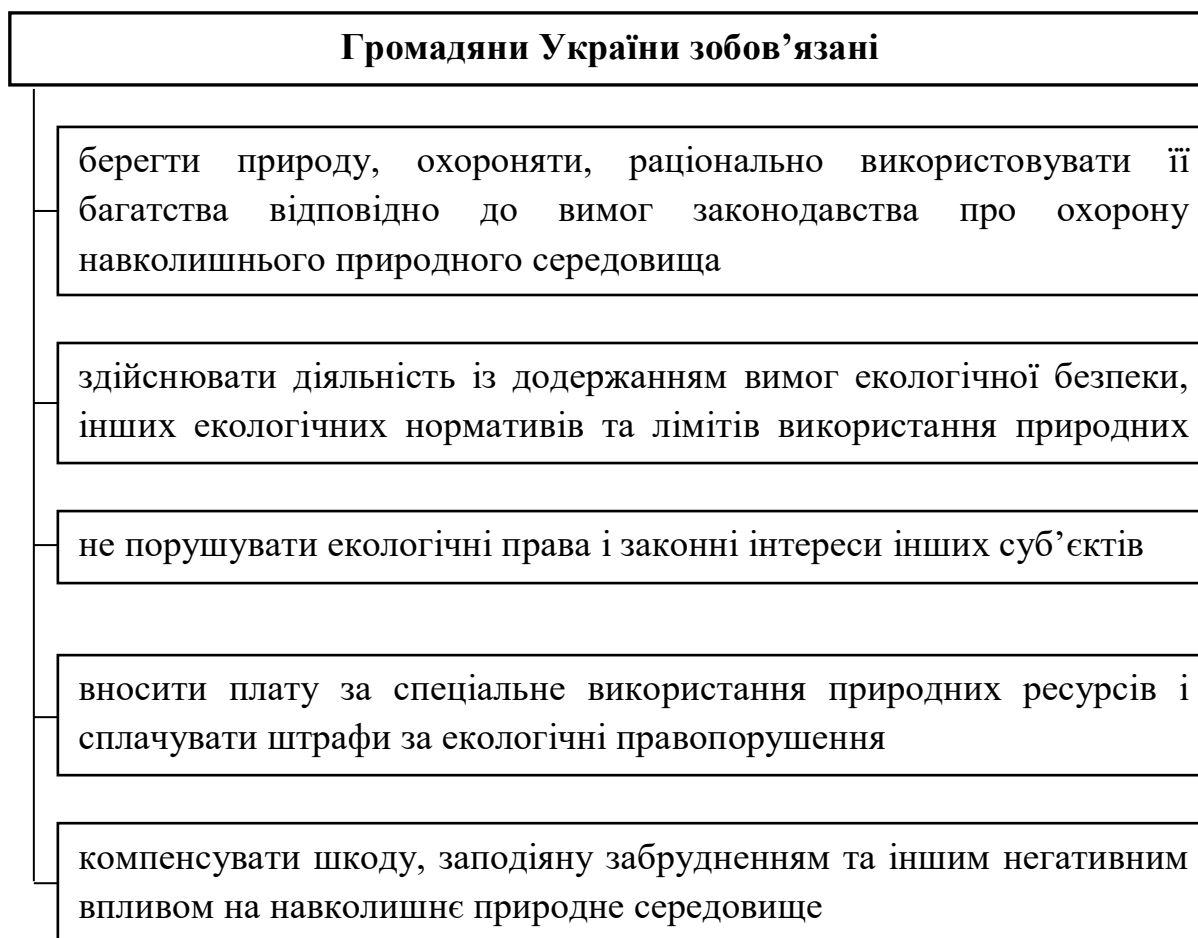 Громадяни України зобов’язані
берегти природу, охороняти, раціонально використовувати її
багатства відповідно до вимог законодавства про охорону
навколишнього природного середовища
здійснювати діяльність із додержанням вимог екологічної безпеки,
інших екологічних нормативів та лімітів використання природних
не порушувати екологічні права і законні інтереси інших суб’єктів
вносити плату за спеціальне використання природних ресурсів і
сплачувати штрафи за екологічні правопорушення
компенсувати шкоду, заподіяну забрудненням та іншим негативним
впливом на навколишнє природне середовище